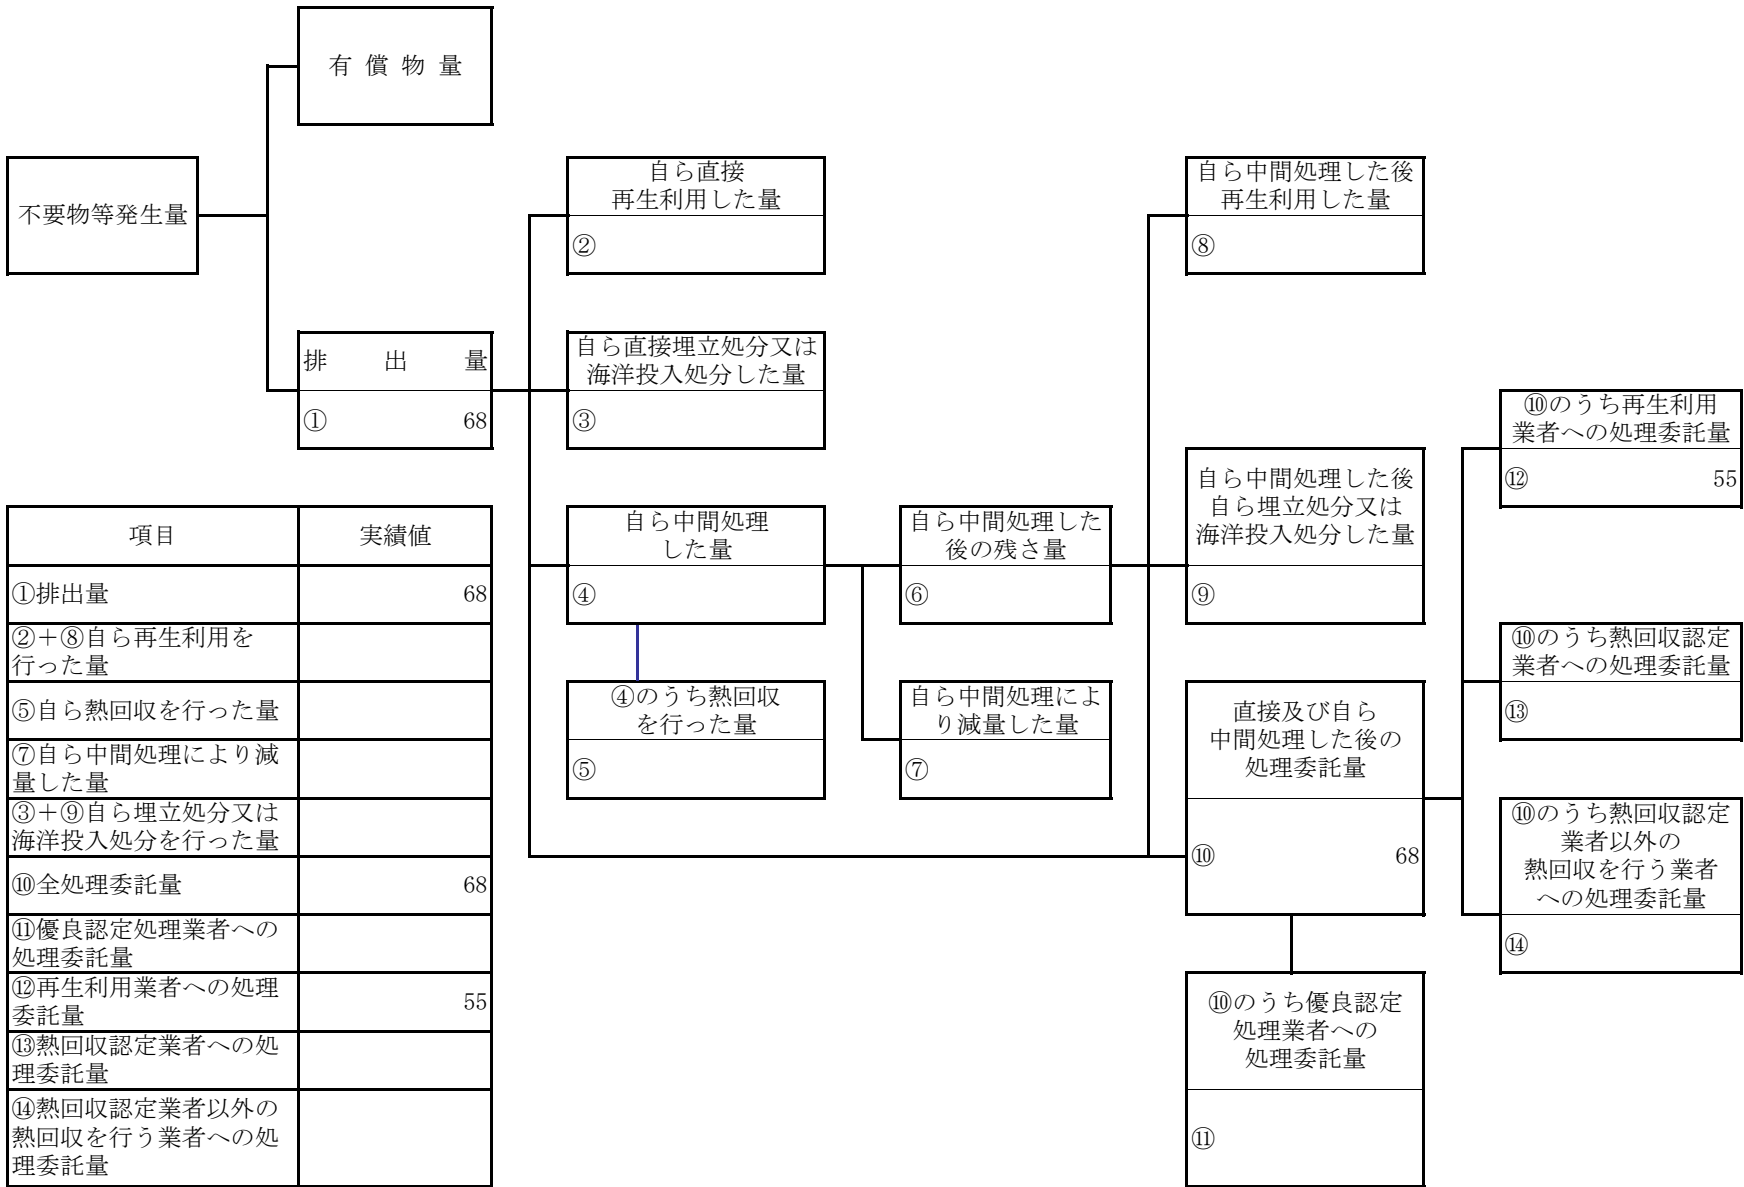 有償物量
不要物等発生量
自ら直接
再生利用した量
②
自ら中間処理した後
再生利用した量
⑧
排出量
① 68
自ら直接埋立処分又は
海洋投入処分した量
③
⑩のうち再生利用
業者への処理委託量
⑫ 55
自ら中間処理した後
自ら埋立処分又は
海洋投入処分した量
⑨
自ら中間処理
した量
④
自ら中間処理した
後の残さ量
⑥
⑩のうち熱回収認定
業者への処理委託量
⑬
④のうち熱回収
を行った量
⑤
自ら中間処理によ
り減量した量
⑦
直接及び自ら
中間処理した後の
処理委託量
⑩ 68
⑩のうち熱回収認定
業者以外の
熱回収を行う業者
への処理委託量
⑭
⑩のうち優良認定
処理業者への
処理委託量
⑪
項目 実績値
①排出量 68
②+⑧自ら再生利用を
行った量
⑤自ら熱回収を行った量
⑦自ら中間処理により減
量した量
③+⑨自ら埋立処分又は
海洋投入処分を行った量
⑩全処理委託量 68
⑪優良認定処理業者への
処理委託量
⑫再生利用業者への処理
委託量 55
⑬熱回収認定業者への処
理委託量
⑭熱回収認定業者以外の
熱回収を行う業者への処
理委託量